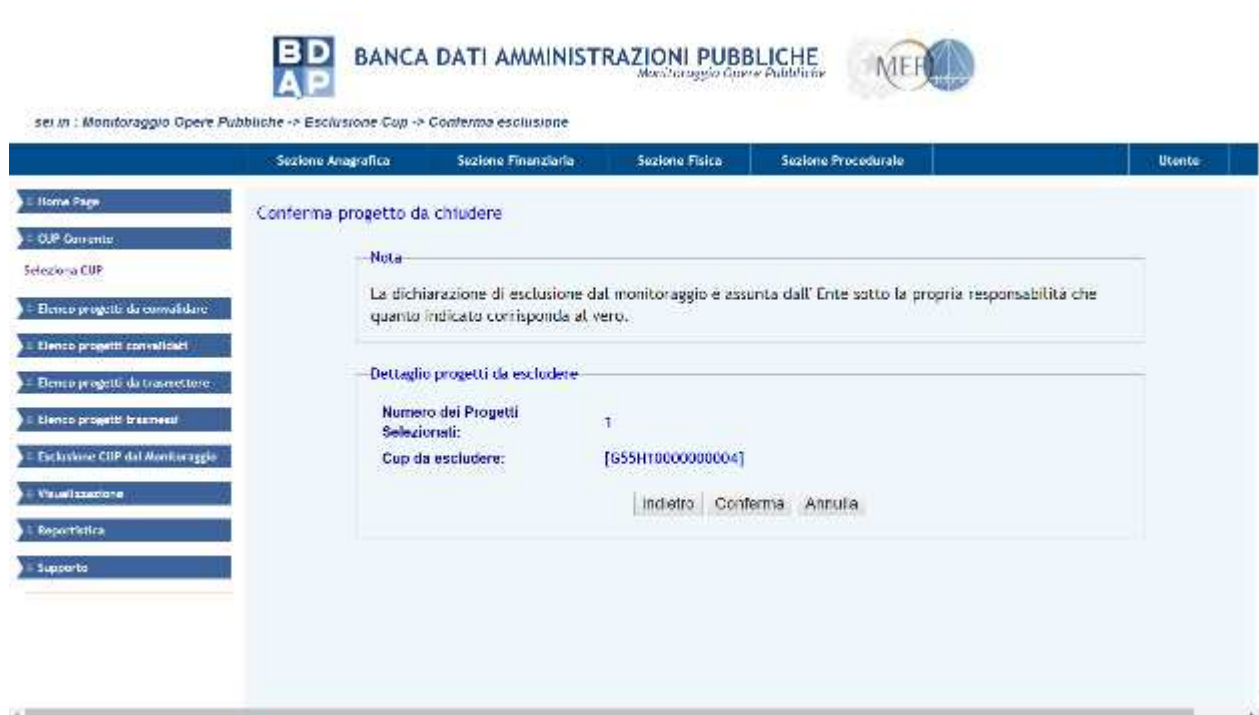 BD
AP
BANCA DATI AMMINISTRAZIONI PUBBLICHE
Monitoraggio Opere Pubbliche
MEF
sei in : Monitoraggio Opere Pubbliche -> Esclusione Cup -> Conferma esclusione
Sezione Anagrafica Sezione Finanziaria Sezione Fisica Sezione Procedurale Utente
Home Page
CUP Corrente
Seleziona CUP
Elenco progetti da convalidare
Elenco progetti convalidati
Elenco progetti da trasmettere
Elenco progetti trasmessi
Esclusione CUP dal Monitoraggio
Visualizzazione
Reportistica
Supporto
Conferma progetto da chiudere
Nota
La dichiarazione di esclusione dal monitoraggio è assunta dall' Ente sotto la propria responsabilità che
quanto indicato corrisponda al vero.
Dettaglio progetti da escludere
Numero dei Progetti
Selezionati: 1
Cup da escludere: [G55H10000000004]
Indietro Conferma Annulla